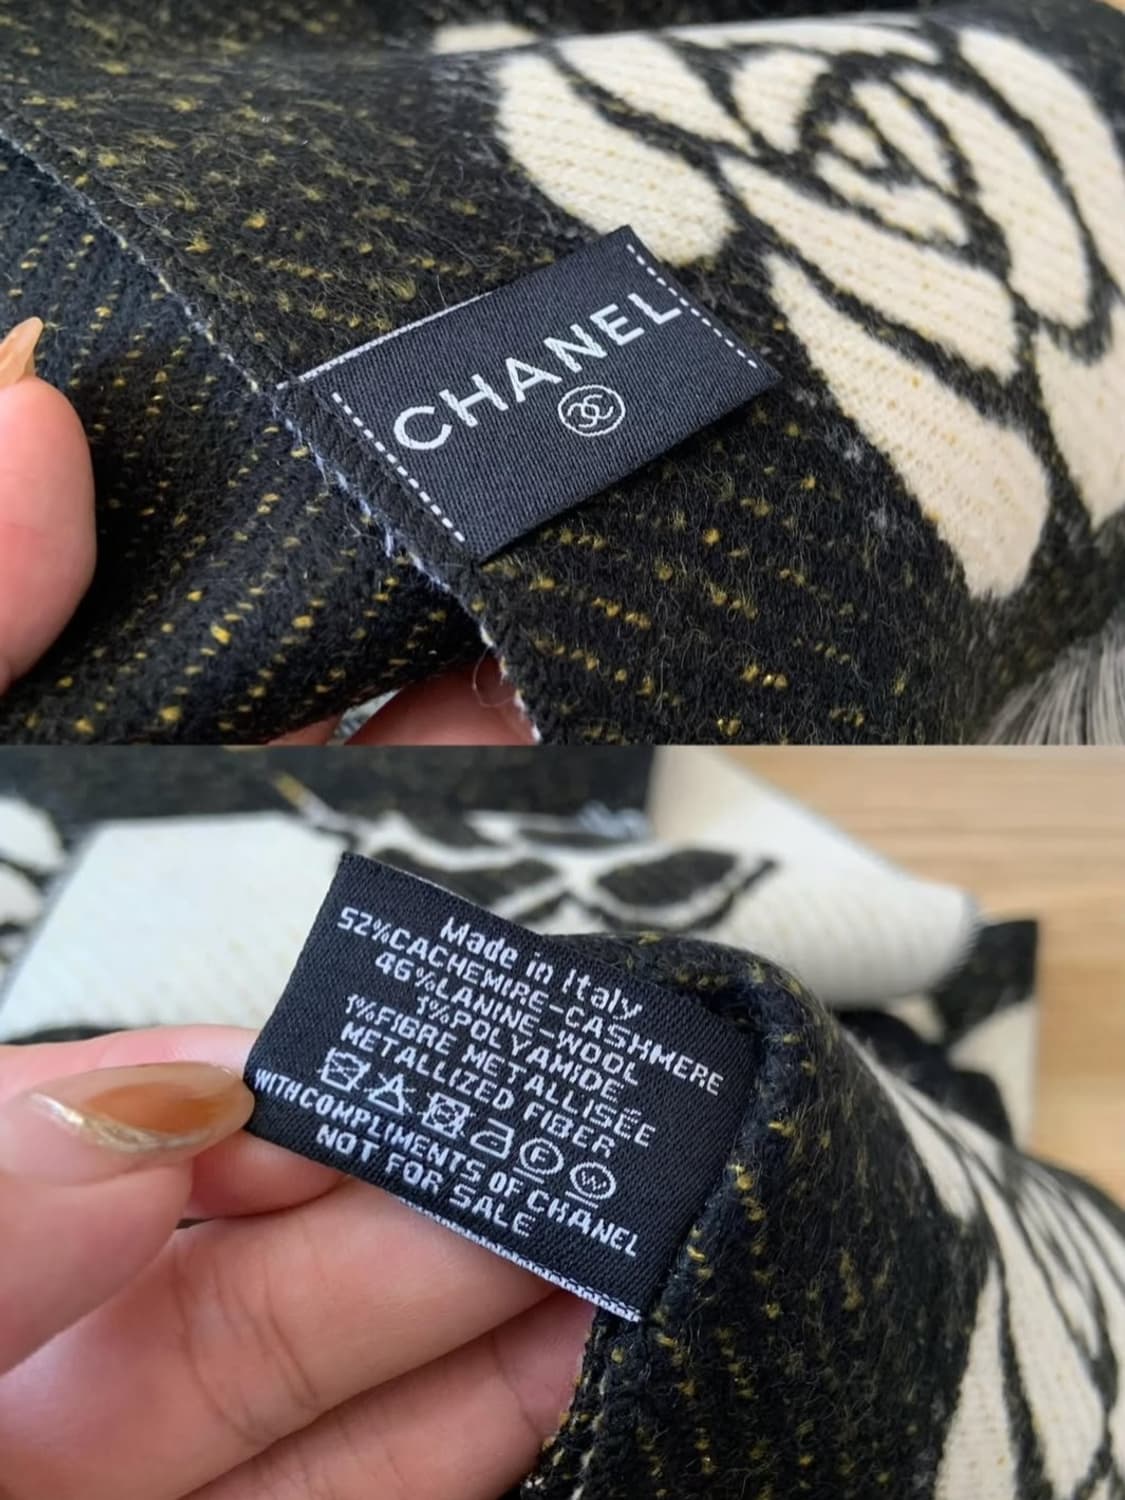 CHANEL
Made in Italy
52%CACHEMIRE-CASHMERE
46%LANINE-WOOL
1%POLYAMIDE
1%FIBRE METALLISÉE
METALLIZED FIBER
F W
WITH COMPLIMENTS OF CHANEL
NOT FOR SALE